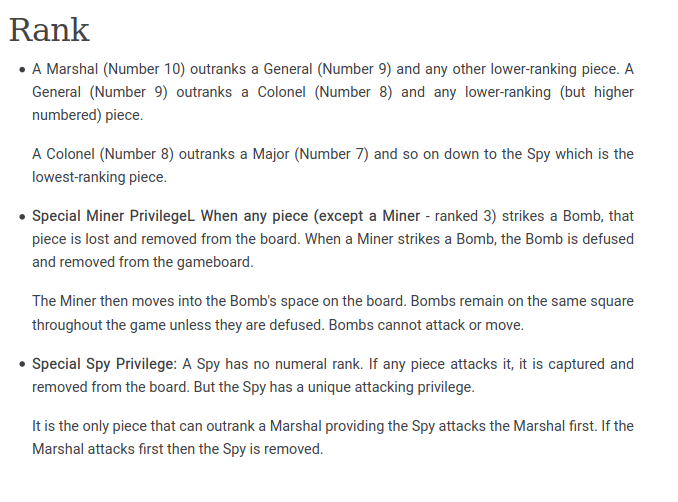 Rank
• A Marshal (Number 10) outranks a General (Number 9) and any other lower-ranking piece. A
General (Number 9) outranks a Colonel (Number 8) and any lower-ranking (but higher
numbered) piece.
A Colonel (Number 8) outranks a Major (Number 7) and so on down to the Spy which is the
lowest-ranking piece.
• Special Miner PrivilegeL When any piece (except a Miner - ranked 3) strikes a Bomb, that
piece is lost and removed from the board. When a Miner strikes a Bomb, the Bomb is defused
and removed from the gameboard.
The Miner then moves into the Bomb's space on the board. Bombs remain on the same square
throughout the game unless they are defused. Bombs cannot attack or move.
• Special Spy Privilege: A Spy has no numeral rank. If any piece attacks it, it is captured and
removed from the board. But the Spy has a unique attacking privilege.
It is the only piece that can outrank a Marshal providing the Spy attacks the Marshal first. If the
Marshal attacks first then the Spy is removed.